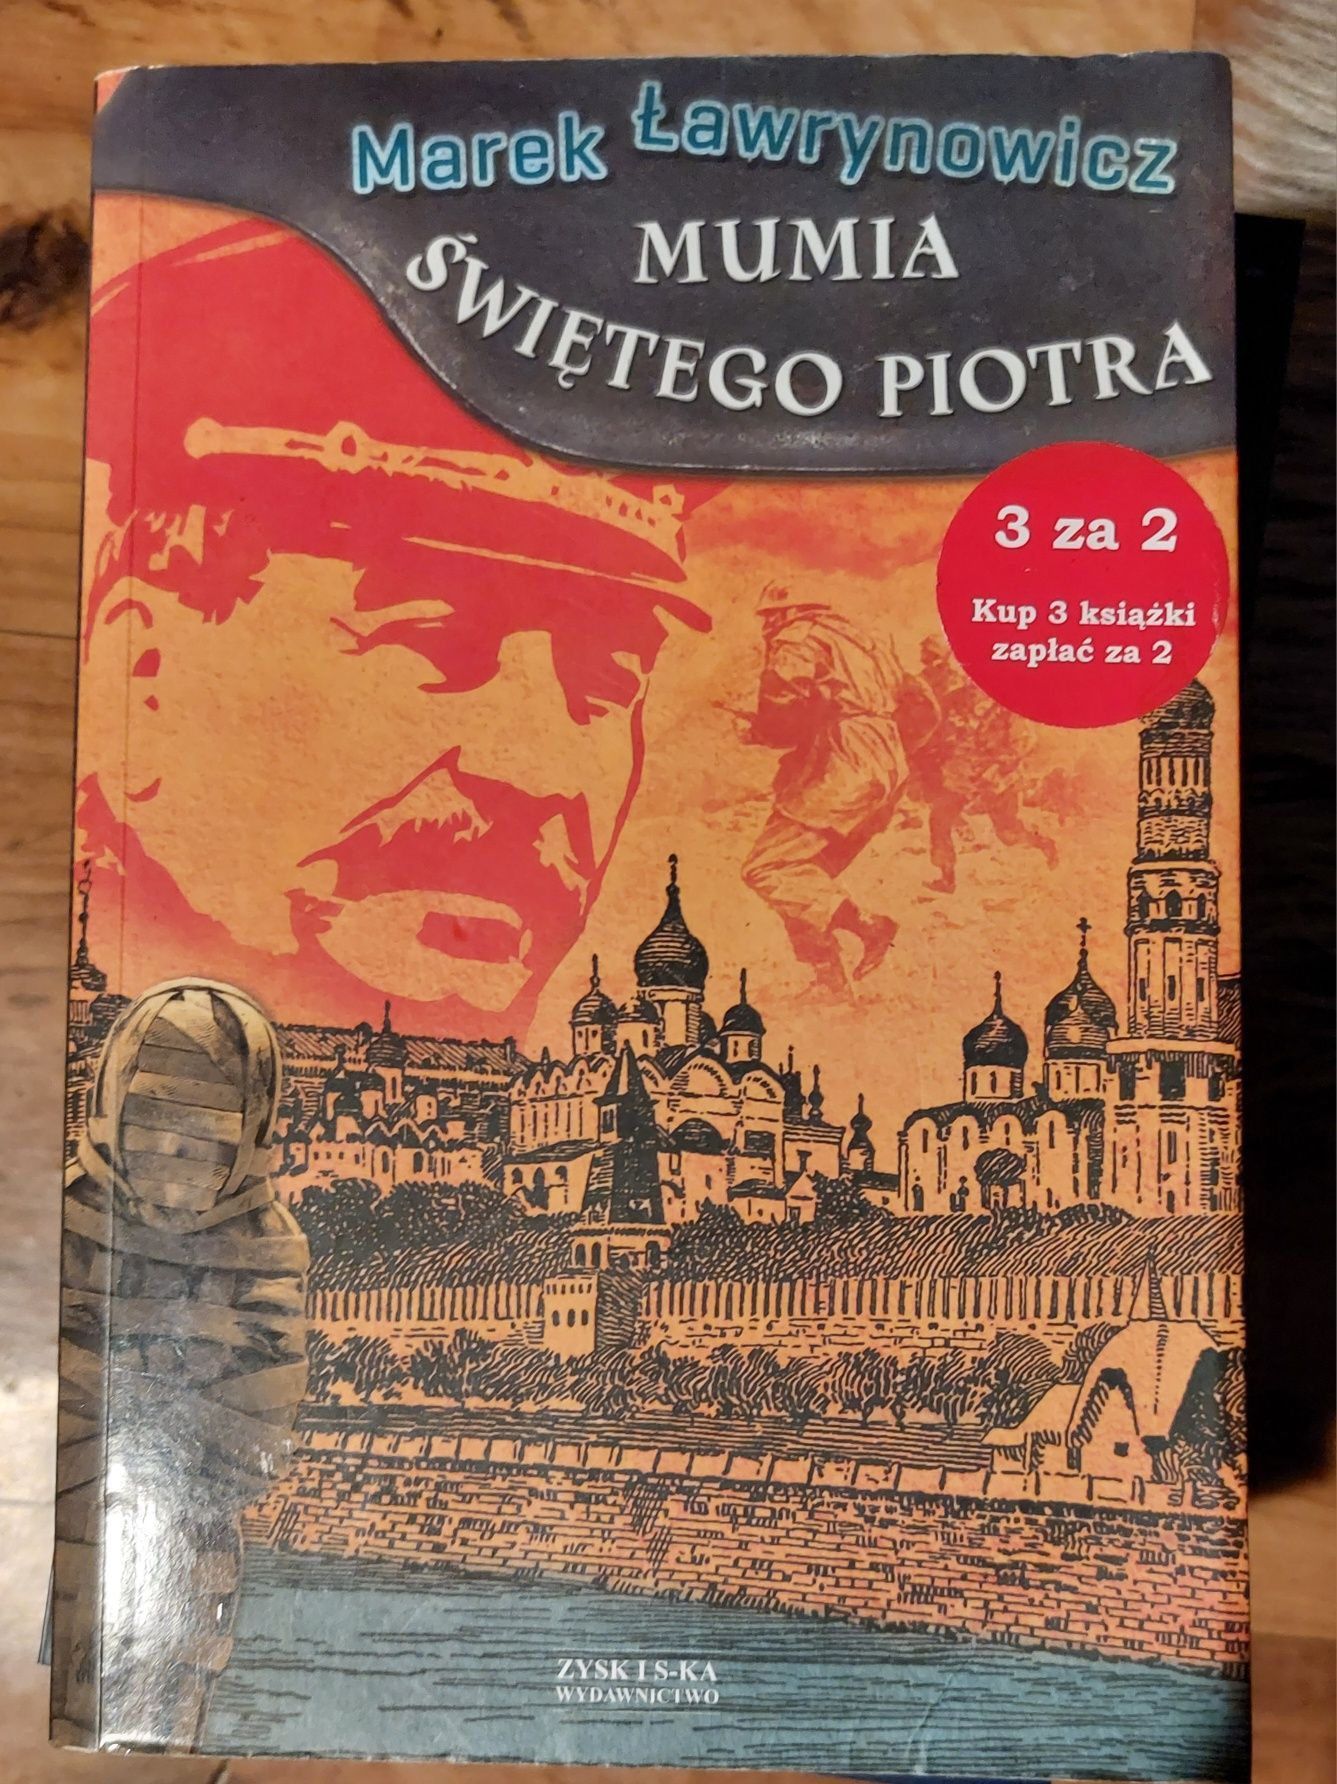 Marek Ławrynowicz
MUMIA
ŚWIĘTEGO PIOTRA
3 za 2
Kup 3 książki
zapłać za 2
ZYSK I S-KA
WYDAWNICTWO